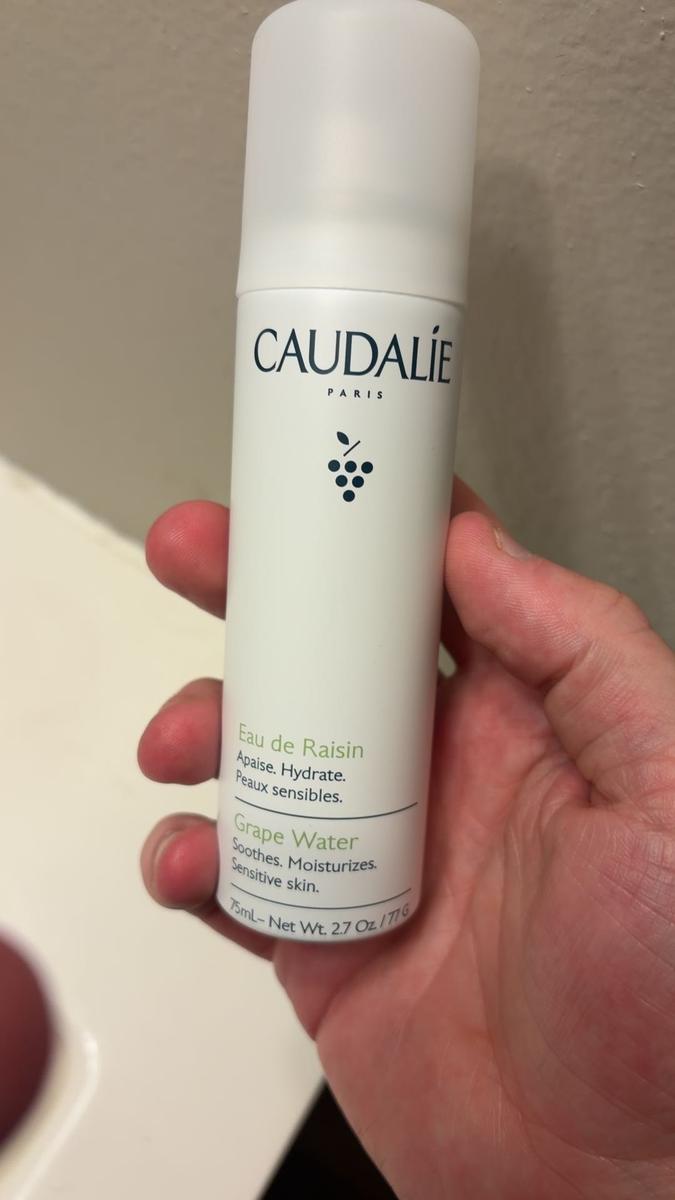 CAUDALÍE
PARIS
Eau de Raisin
Apaise. Hydrate.
Peaux sensibles.
Grape Water
Soothes. Moisturizes.
Sensitive skin.
75mL– Net Wt. 2.7 Oz. / 77 G